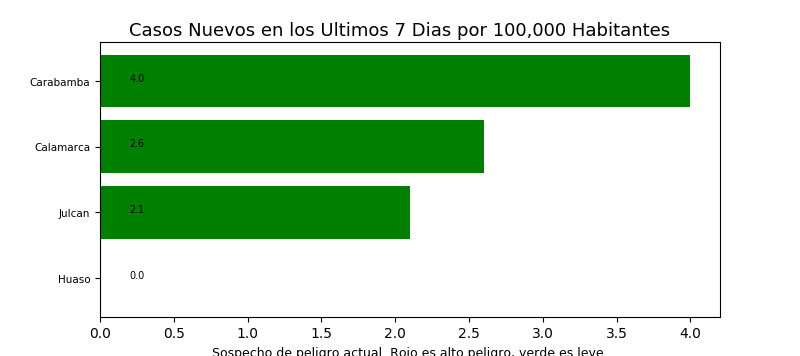 Casos Nuevos en los Ultimos 7 Dias por 100,000 Habitantes
Carabamba 4.0
Calamarca 2.6
Julcan 2.1
Huaso 0.0
0.0 0.5 1.0 1.5 2.0 2.5 3.0 3.5 4.0
Sospecho de peligro actual. Rojo es alto peligro, verde es leve